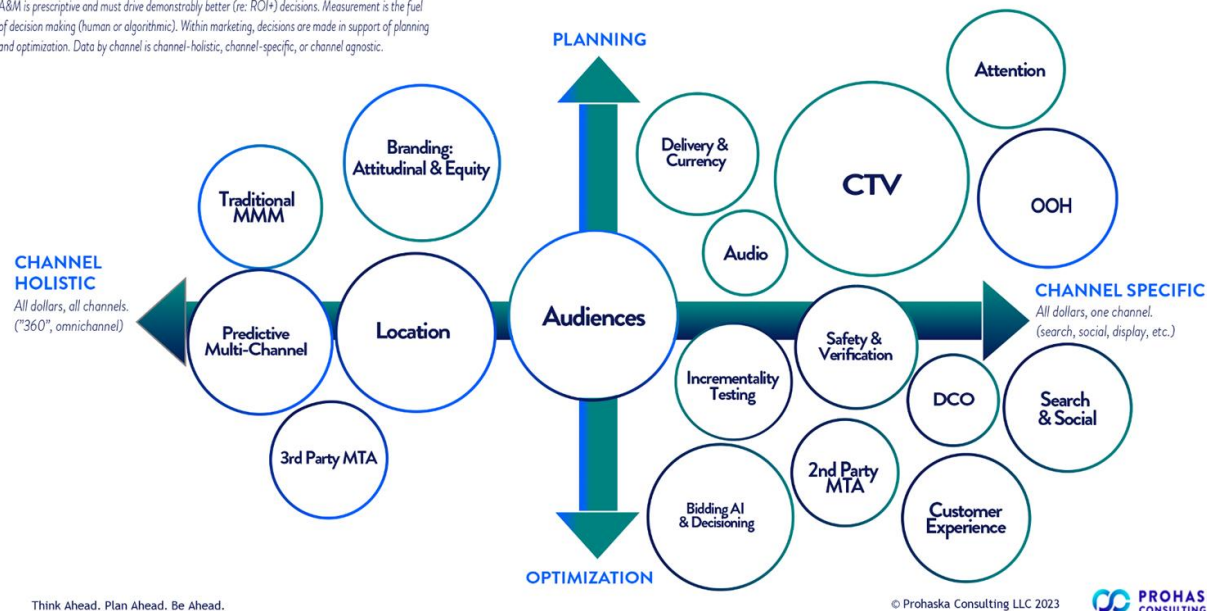 A&M is prescriptive and must drive demonstrably better (re: ROI+) decisions. Measurement is the fuel
of decision making (human or algorithmic). Within marketing, decisions are made in support of planning
and optimization. Data by channel is channel-holistic, channel-specific, or channel agnostic.
PLANNING
Attention
Branding:
Attitudinal & Equity
Delivery &
Currency
CTV
Traditional
MMM
OOH
Audio
CHANNEL
HOLISTIC
All dollars, all channels.
("360", omnichannel)
CHANNEL SPECIFIC
All dollars, one channel.
(search, social, display, etc.)
Predictive
Multi-Channel
Location
Audiences
Safety &
Verification
Incrementality
Testing
DCO
Search
& Social
3rd Party MTA
2nd Party
MTA
Bidding AI
& Decisioning
Customer
Experience
OPTIMIZATION
Think Ahead. Plan Ahead. Be Ahead.
© Prohaska Consulting LLC 2023
PROHAS
CONSULTING